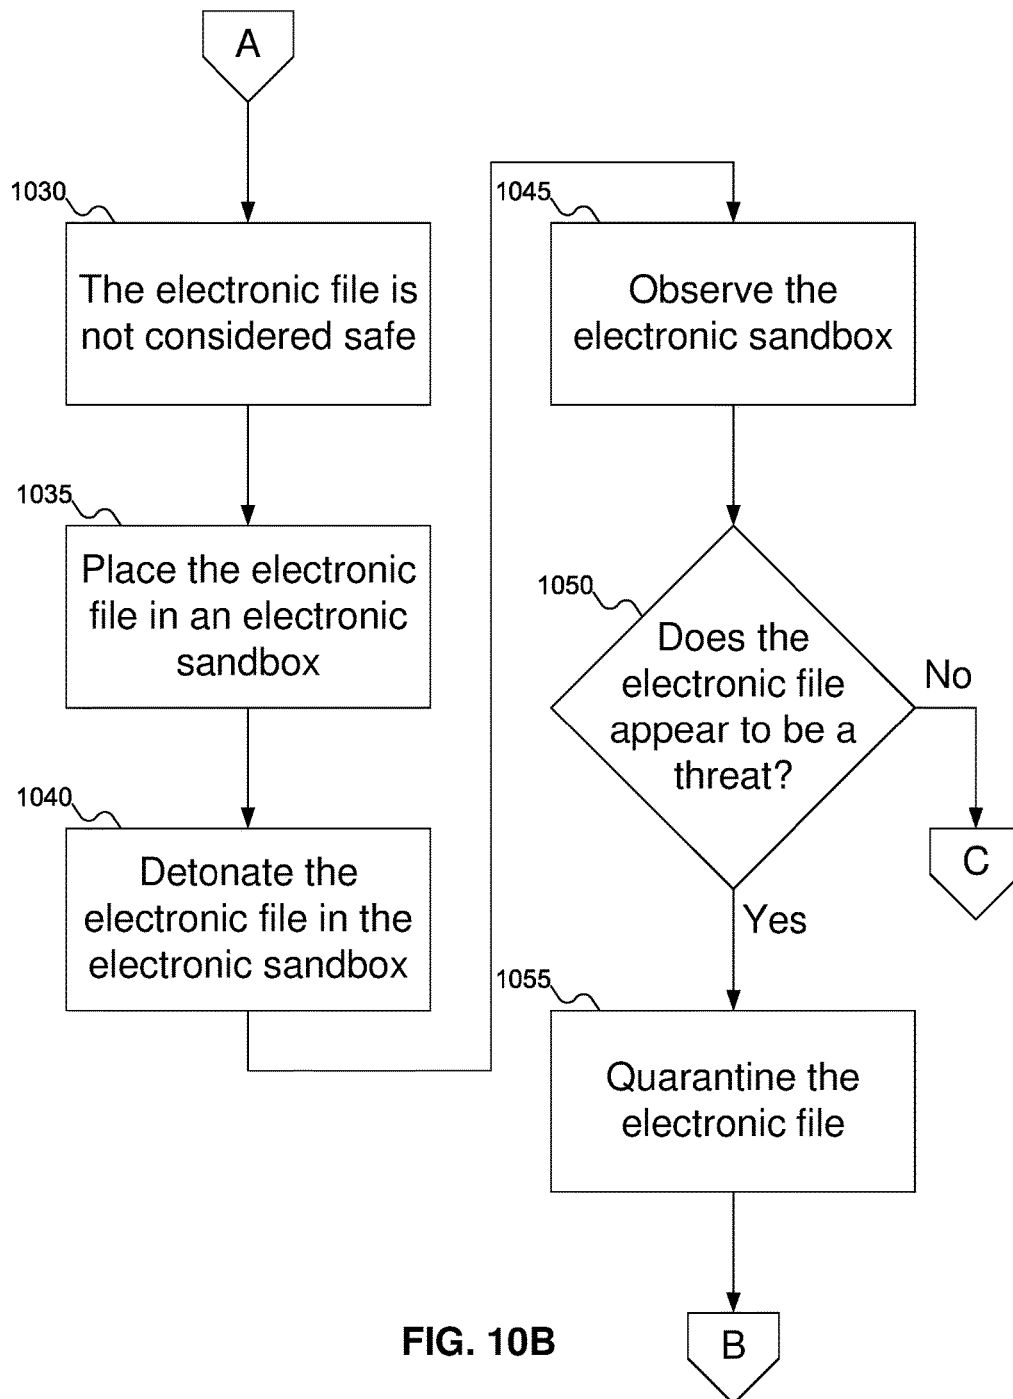 A
1030
The electronic file is
not considered safe
1035
Place the electronic
file in an electronic
sandbox
1040
Detonate the
electronic file in the
electronic sandbox
1045
Observe the
electronic sandbox
1050
Does the
electronic file
appear to be a
threat?
No
C
Yes
1055
Quarantine the
electronic file
B
FIG. 10B